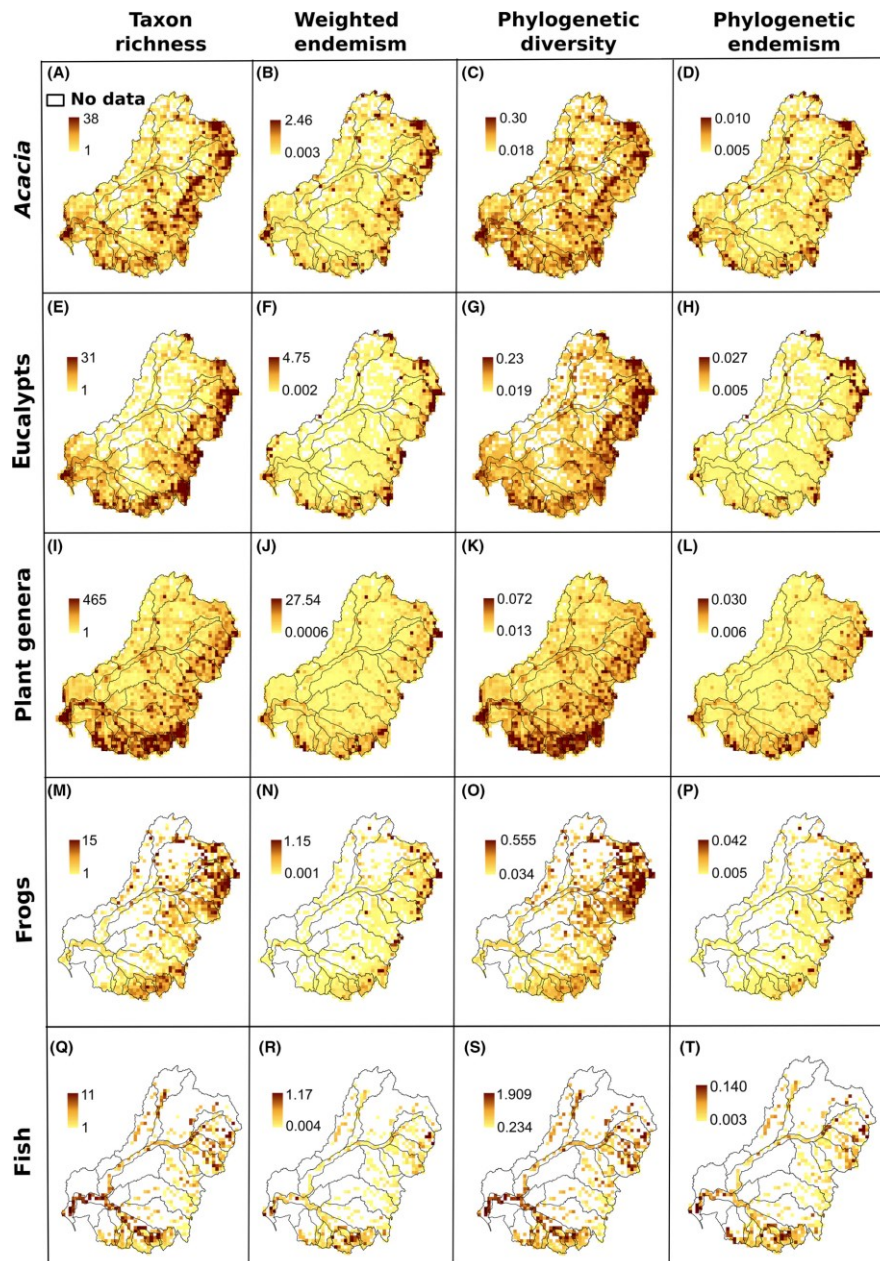 Taxon richness
Weighted endemism
Phylogenetic diversity
Phylogenetic endemism
Acacia
(A)
No data
38
1
(B)
2.46
0.003
(C)
0.30
0.018
(D)
0.010
0.005
Eucalypts
(E)
31
1
(F)
4.75
0.002
(G)
0.23
0.019
(H)
0.027
0.005
Plant genera
(I)
465
1
(J)
27.54
0.0006
(K)
0.072
0.013
(L)
0.030
0.006
Frogs
(M)
15
1
(N)
1.15
0.001
(O)
0.555
0.034
(P)
0.042
0.005
Fish
(Q)
11
1
(R)
1.17
0.004
(S)
1.909
0.234
(T)
0.140
0.003